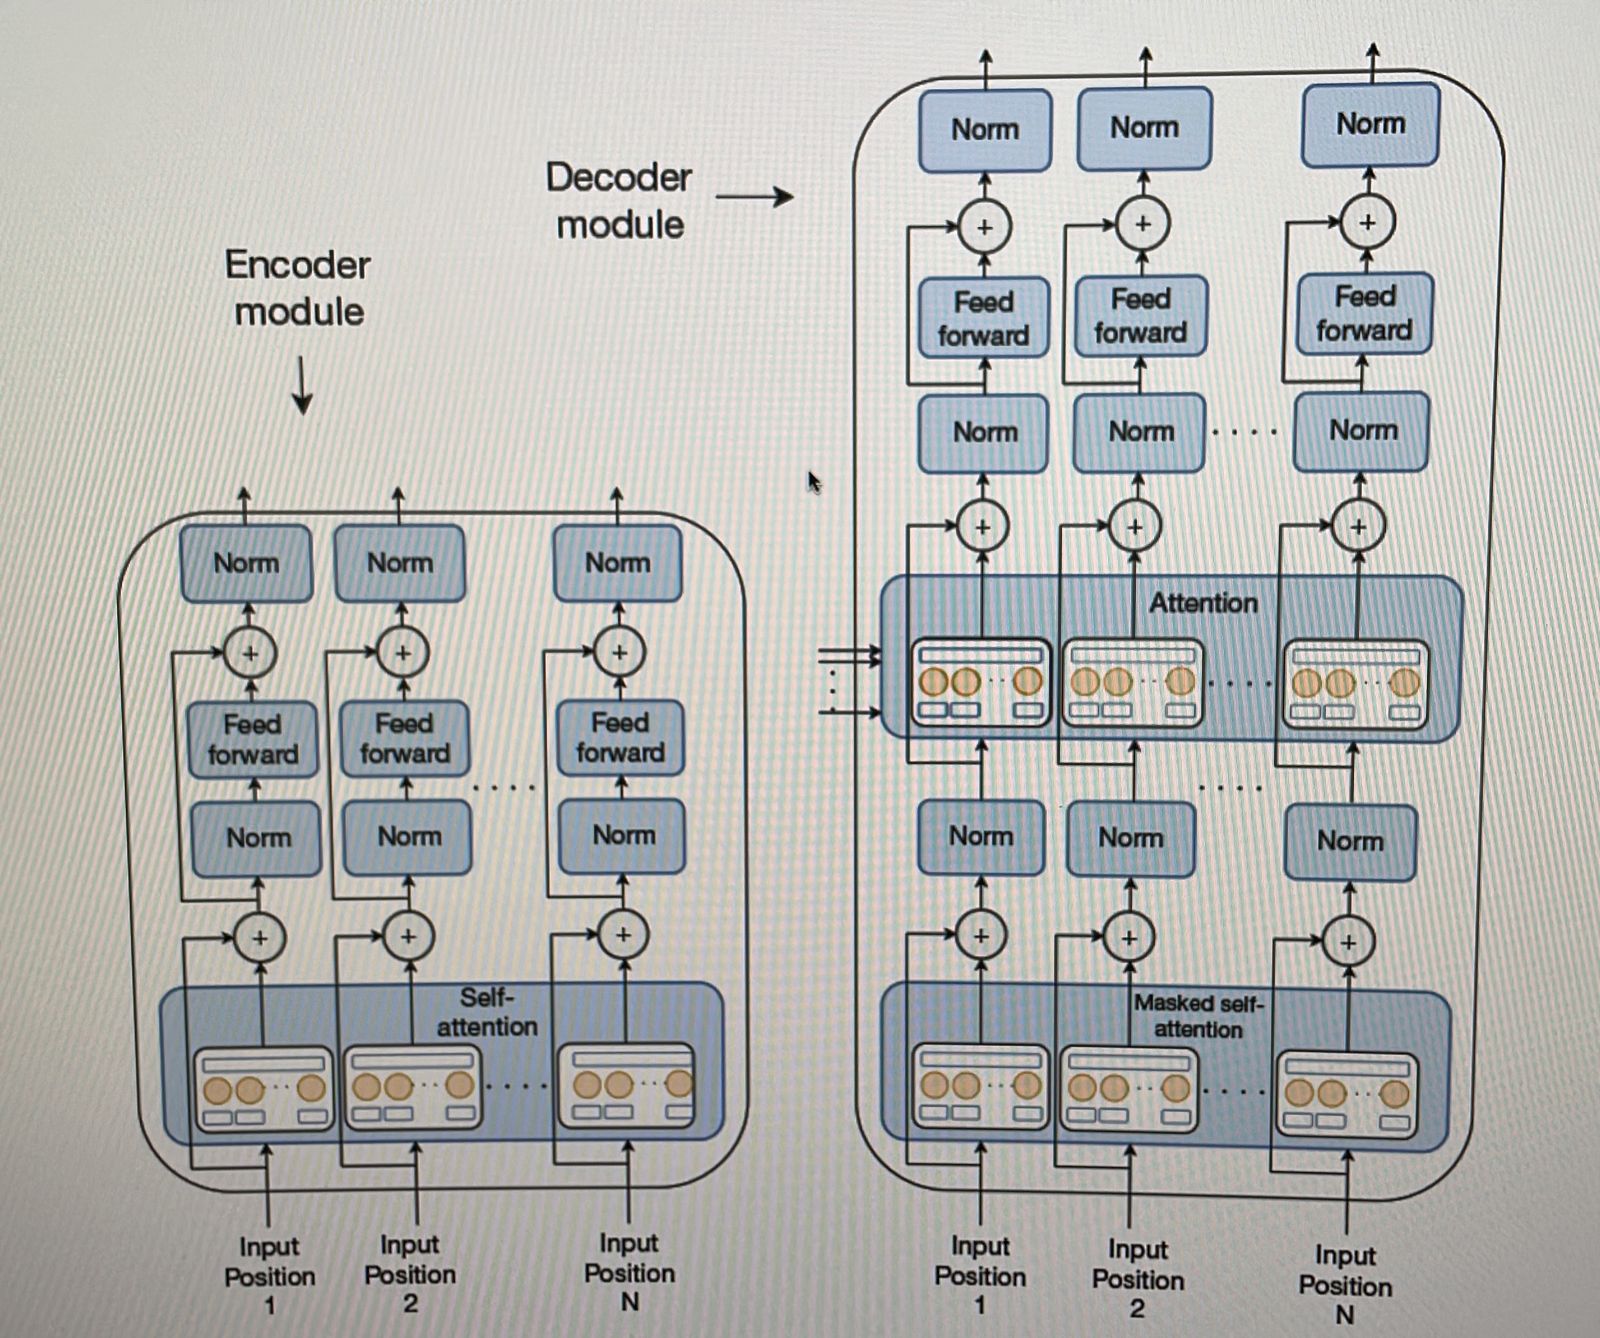 Decoder
module
Encoder
module
Norm
Norm
Norm
+
+
+
Feed
forward
Feed
forward
Feed
forward
Norm
Norm
Norm
+
+
+
Self-
attention
Input
Position
1
Input
Position
2
Input
Position
N
Norm
Norm
Norm
+
+
+
Feed
forward
Feed
forward
Feed
forward
Norm
Norm
....
Norm
+
+
+
Attention
Norm
Norm
Norm
+
+
+
Masked self-
attention
Input
Position
1
Input
Position
2
Input
Position
N